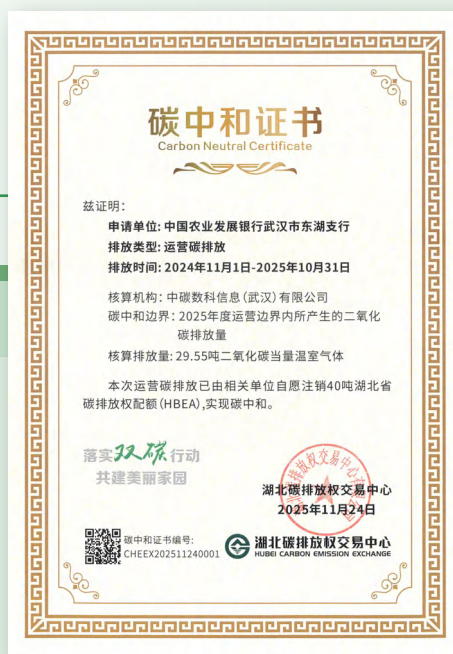 碳中和证书
Carbon Neutral Certificate
兹证明：
申请单位: 中国农业发展银行武汉市东湖支行
排放类型: 运营碳排放
排放时间: 2024年11月1日-2025年10月31日
核算机构: 中碳数科信息(武汉)有限公司
碳中和边界: 2025年度运营边界内所产生的二氧化
碳排放量
核算排放量: 29.55吨二氧化碳当量温室气体
本次运营碳排放已由相关单位自愿注销40吨湖北省
碳排放权配额(HBEA),实现碳中和。
落实双碳行动
共建美丽家园
湖北碳排放权交易中心
2025年11月24日
碳中和证书编号:
CHEEX202511240001
湖北碳排放权交易中心
HUBEI CARBON EMISSION EXCHANGE